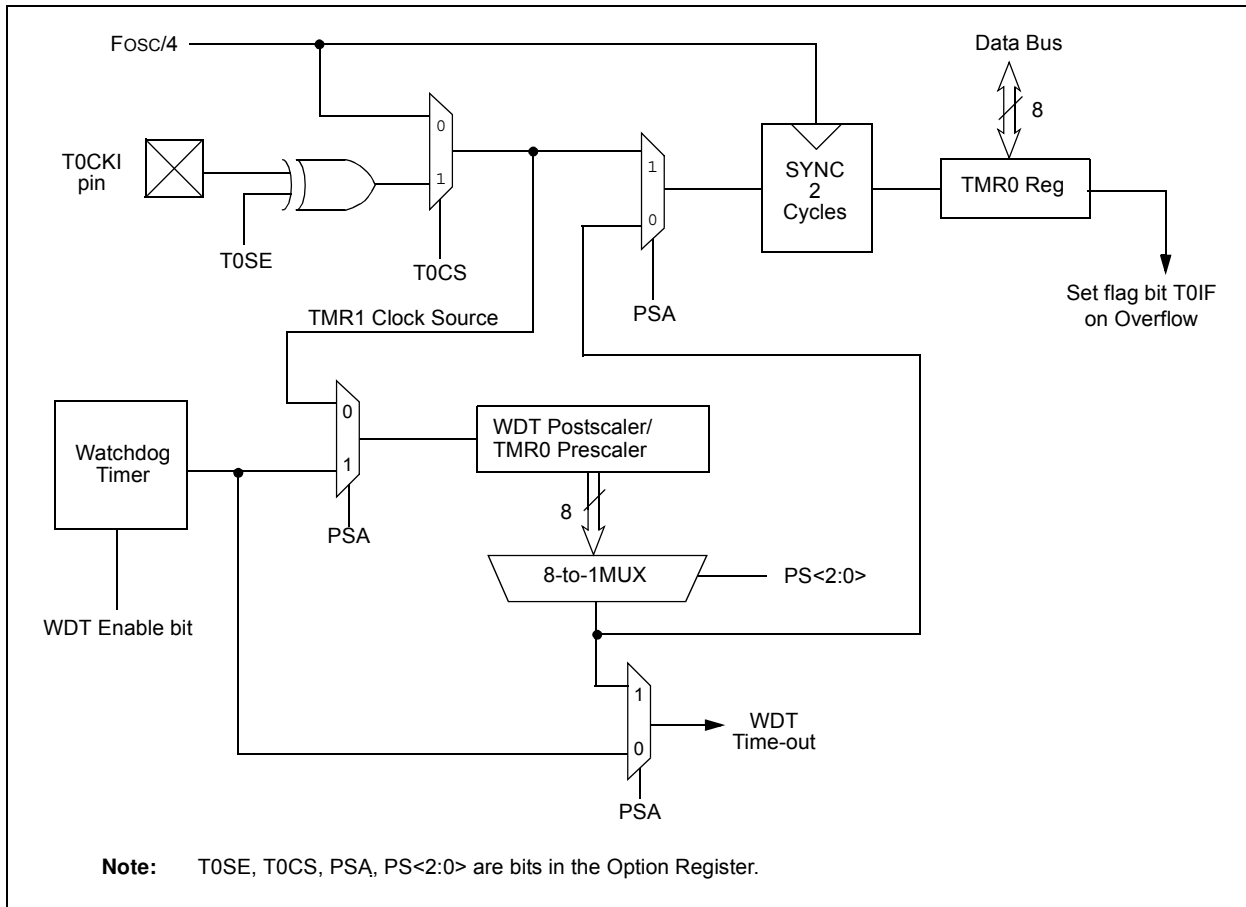 FOSC/4
Data Bus
8
0
T0CKI
pin
1
1
SYNC
2
Cycles
TMR0 Reg
0
T0SE
T0CS
PSA
Set flag bit T0IF
on Overflow
TMR1 Clock Source
0
WDT Postscaler/
TMR0 Prescaler
Watchdog
Timer
1
8
PSA
8-to-1MUX
PS<2:0>
WDT Enable bit
1
WDT
Time-out
0
PSA
Note: T0SE, T0CS, PSA, PS<2:0> are bits in the Option Register.